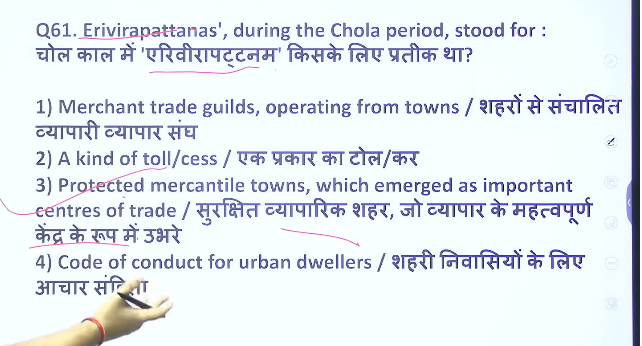 Q61. Erivirapattanas', during the Chola period, stood for :
चोल काल में 'एरिवीरापट्टनम' किसके लिए प्रतीक था?
1) Merchant trade guilds, operating from towns / शहरों से संचालित
व्यापारी व्यापार संघ
2) A kind of toll/cess / एक प्रकार का टोल/कर
3) Protected mercantile towns, which emerged as important
centres of trade / सुरक्षित व्यापारिक शहर, जो व्यापार के महत्वपूर्ण
केंद्र के रूप में उभरे
4) Code of conduct for urban dwellers / शहरी निवासियों के लिए
आचार